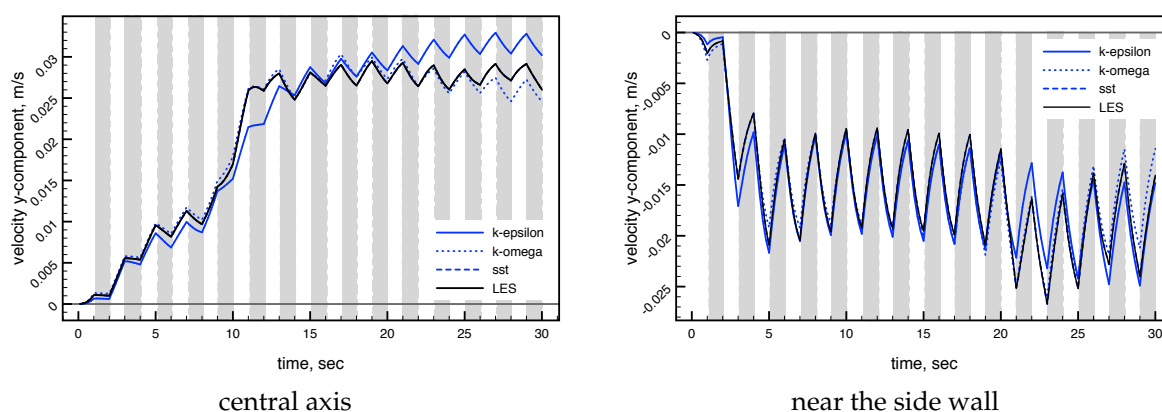 velocity y-component, m/s
0.03
0.025
0.02
0.015
0.01
0.005
0
k-epsilon
k-omega
sst
LES
0 5 10 15 20 25 30
time, sec
central axis
velocity y-component, m/s
0
-0.005
-0.01
-0.015
-0.02
-0.025
k-epsilon
k-omega
sst
LES
0 5 10 15 20 25 30
time, sec
near the side wall